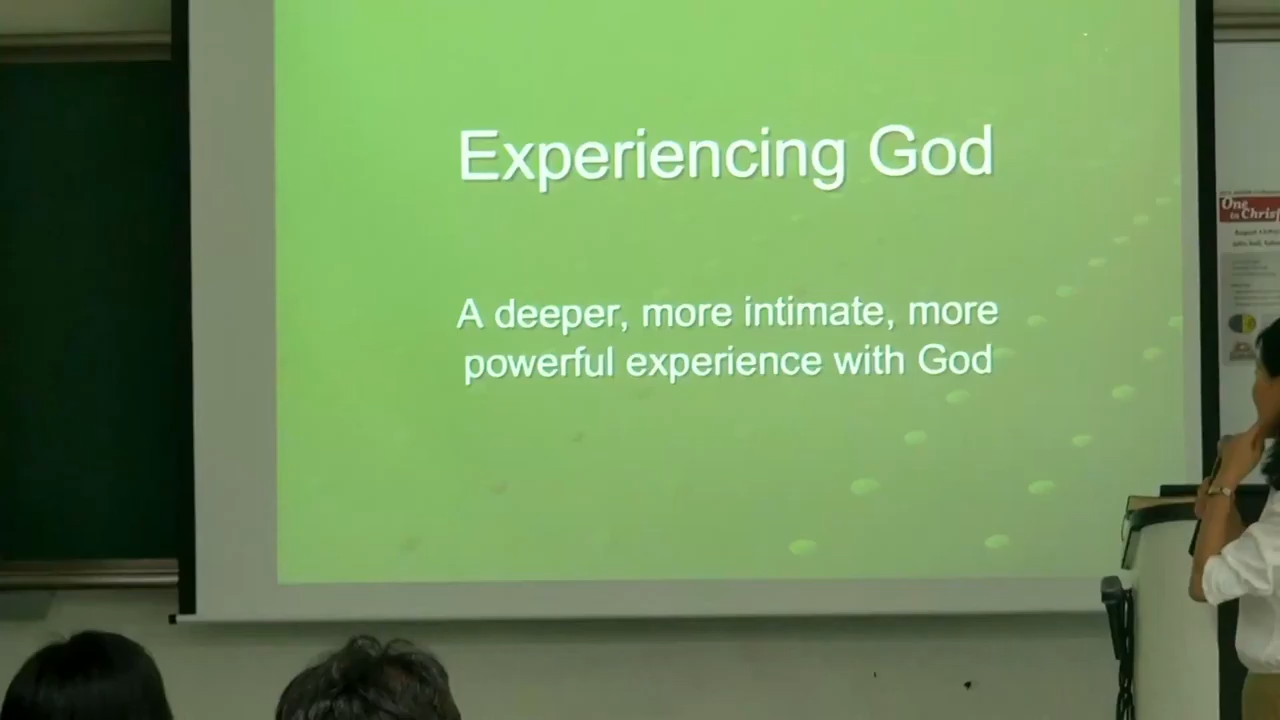 Experiencing God
A deeper, more intimate, more
powerful experience with God
One
in Christ